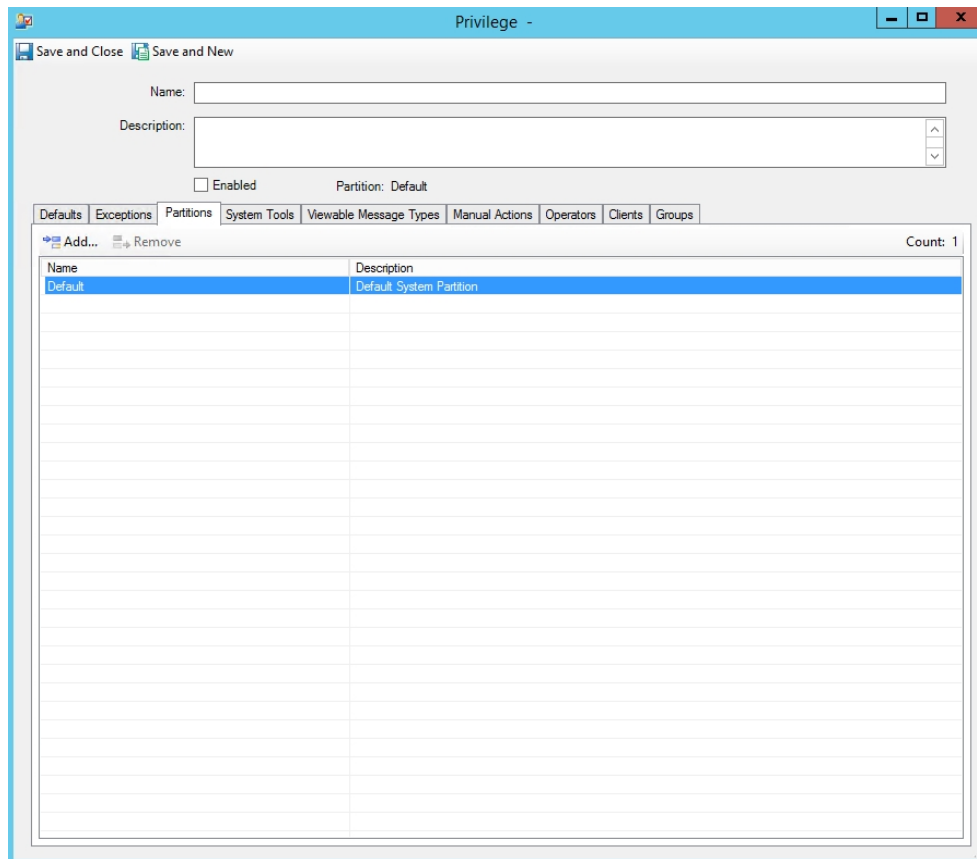 Privilege -
Save and Close Save and New
Name:
Description:
Enabled Partition: Default
Defaults Exceptions Partitions System Tools Viewable Message Types Manual Actions Operators Clients Groups
Add... Remove Count: 1
Name Description
Default Default System Partition